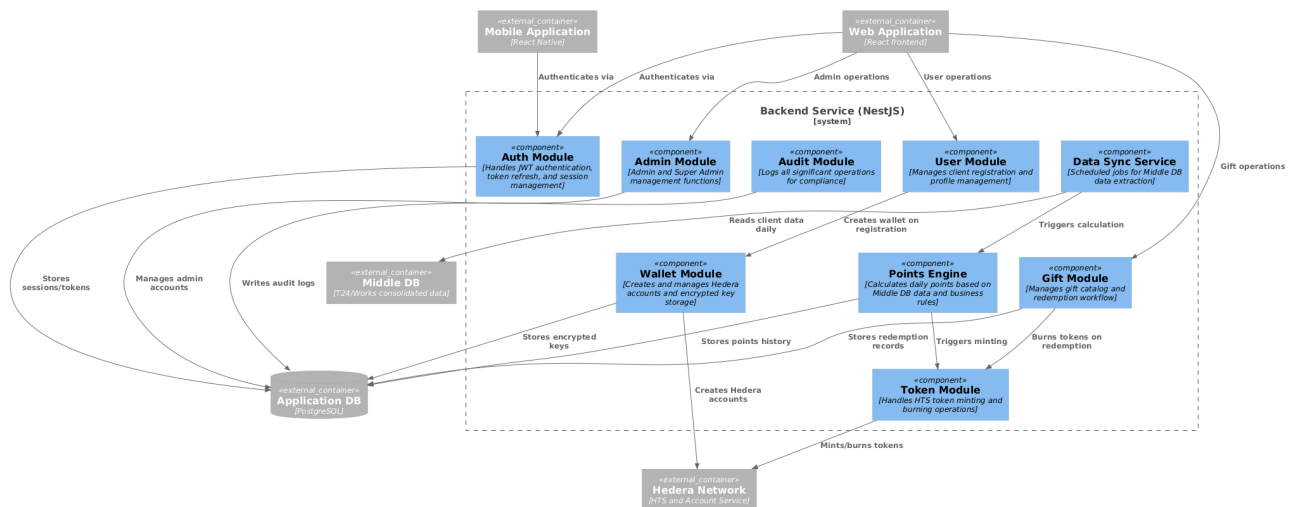 «external_container»
Mobile Application
[React Native]
«external_container»
Web Application
[React frontend]
Authenticates via
Authenticates via
Admin operations
User operations
Gift operations
Backend Service (NestJS)
[system]
«component»
Auth Module
[Handles JWT authentication,
token refresh, and session
management]
«component»
Admin Module
[Admin and Super Admin
management functions]
«component»
Audit Module
[Logs all significant operations
for compliance]
«component»
User Module
[Manages client registration and
profile management]
«component»
Data Sync Service
[Scheduled jobs for Middle DB
data extraction]
Reads client data
daily
Creates wallet on
registration
Triggers calculation
Stores
sessions/tokens
Manages admin
accounts
Writes audit logs
«external_container»
Middle DB
[T24/Works consolidated data]
«component»
Wallet Module
[Creates and manages Hedera
accounts and encrypted key
storage]
«component»
Points Engine
[Calculates daily points based on
Middle DB data and business
rules]
«component»
Gift Module
[Manages gift catalog and
redemption workflow]
Stores encrypted
keys
Stores points history
Stores redemption
records
Triggers minting
Burns tokens on
redemption
«external_container»
Application DB
[PostgreSQL]
Creates Hedera
accounts
«component»
Token Module
[Handles HTS token minting and
burning operations]
Mints/burns tokens
«external_container»
Hedera Network
[HTS and Account Service]